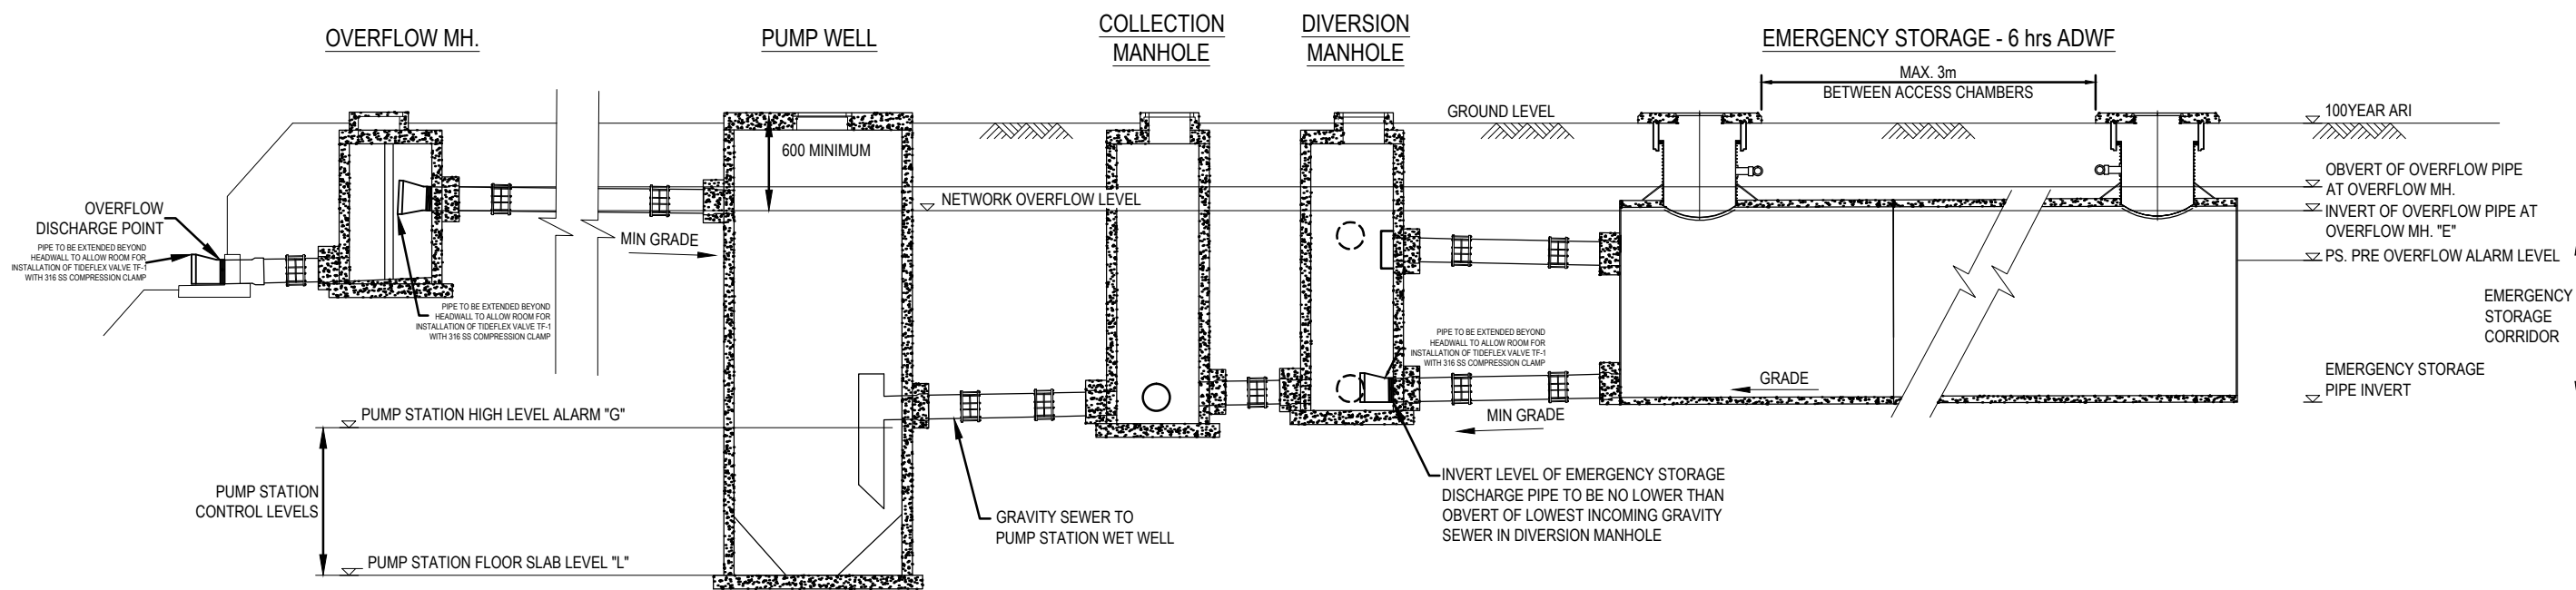 OVERFLOW MH.
PUMP WELL
COLLECTION
MANHOLE
DIVERSION
MANHOLE
EMERGENCY STORAGE - 6 hrs ADWF
MAX. 3m
BETWEEN ACCESS CHAMBERS
GROUND LEVEL
100YEAR ARI
600 MINIMUM
OBVERT OF OVERFLOW PIPE
AT OVERFLOW MH.
NETWORK OVERFLOW LEVEL
INVERT OF OVERFLOW PIPE AT
OVERFLOW MH. "E"
OVERFLOW
DISCHARGE POINT
MIN GRADE
PS. PRE OVERFLOW ALARM LEVEL
PIPE TO BE EXTENDED BEYOND
HEADWALL TO ALLOW ROOM FOR
INSTALLATION OF TIDEFLEX VALVE TF-1
WITH 316 SS COMPRESSION CLAMP
PIPE TO BE EXTENDED BEYOND
HEADWALL TO ALLOW ROOM FOR
INSTALLATION OF TIDEFLEX VALVE TF-1
WITH 316 SS COMPRESSION CLAMP
EMERGENCY
STORAGE
CORRIDOR
PIPE TO BE EXTENDED BEYOND
HEADWALL TO ALLOW ROOM FOR
INSTALLATION OF TIDEFLEX VALVE TF-1
WITH 316 SS COMPRESSION CLAMP
GRADE
EMERGENCY STORAGE
PIPE INVERT
PUMP STATION HIGH LEVEL ALARM "G"
MIN GRADE
PUMP STATION
CONTROL LEVELS
INVERT LEVEL OF EMERGENCY STORAGE
DISCHARGE PIPE TO BE NO LOWER THAN
OBVERT OF LOWEST INCOMING GRAVITY
SEWER IN DIVERSION MANHOLE
GRAVITY SEWER TO
PUMP STATION WET WELL
PUMP STATION FLOOR SLAB LEVEL "L"